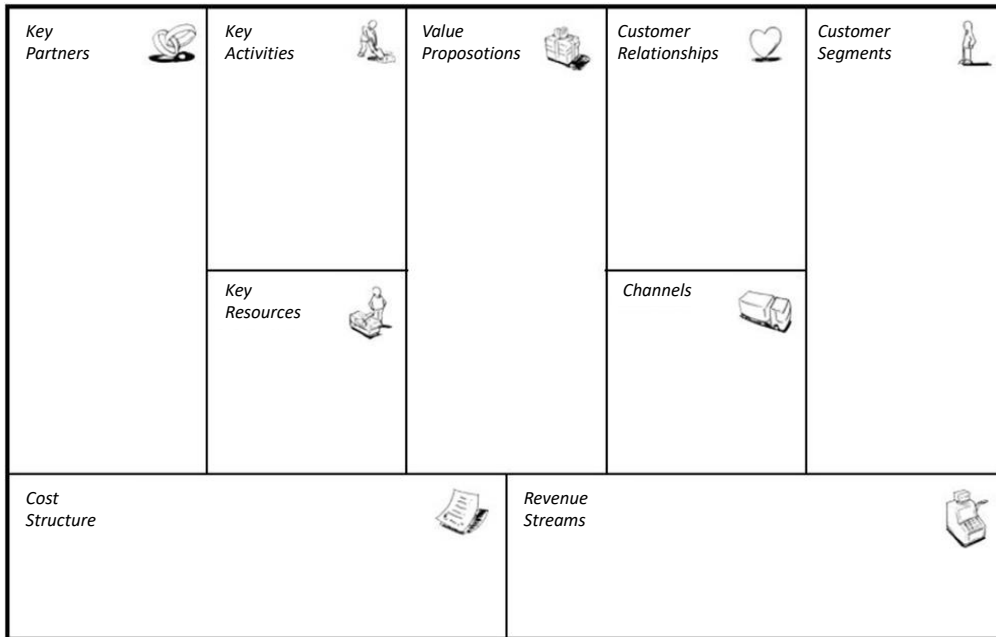 Key
Partners
Key
Activities
Value
Proposotions
Customer
Relationships
Customer
Segments
Key
Resources
Channels
Cost
Structure
Revenue
Streams